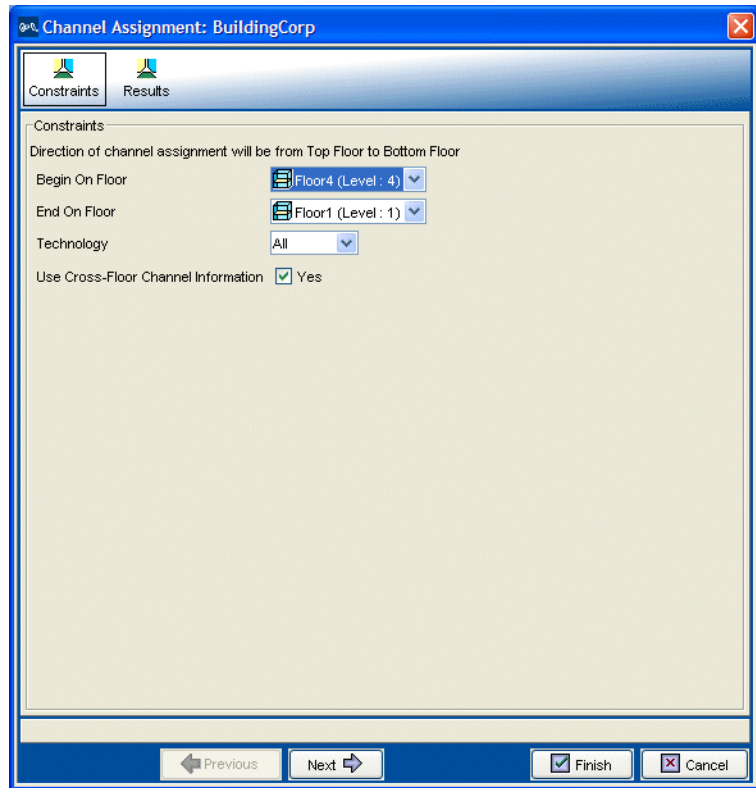 Channel Assignment: BuildingCorp
Constraints
Results
Constraints
Direction of channel assignment will be from Top Floor to Bottom Floor
Begin On Floor Floor4 (Level : 4)
End On Floor Floor1 (Level : 1)
Technology All
Use Cross-Floor Channel Information Yes
Previous Next Finish Cancel